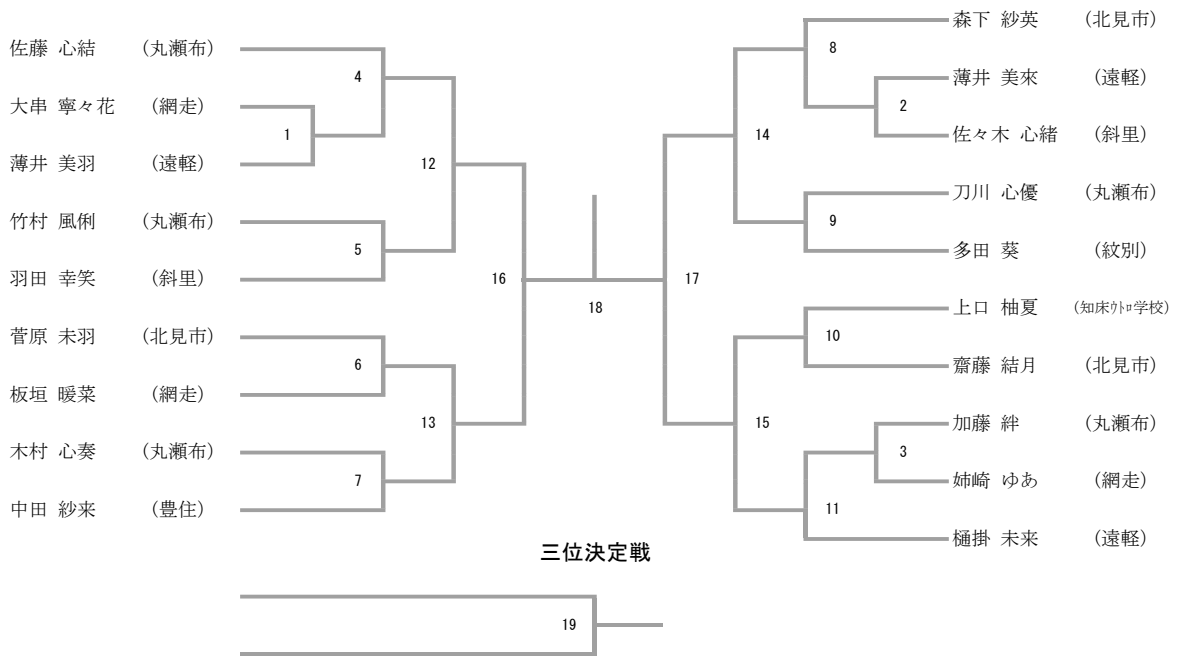 佐藤 心結 (丸瀬布)
大串 寧々花 (網走)
薄井 美羽 (遠軽)
竹村 風俐 (丸瀬布)
羽田 幸笑 (斜里)
菅原 未羽 (北見市)
板垣 暖菜 (網走)
木村 心奏 (丸瀬布)
中田 紗来 (豊住)
4
1
12
5
16
6
13
7
18
森下 紗英 (北見市)
薄井 美來 (遠軽)
佐々木 心緒 (斜里)
刀川 心優 (丸瀬布)
多田 葵 (紋別)
上口 柚夏 (知床ｳﾄﾛ学校)
齋藤 結月 (北見市)
加藤 絆 (丸瀬布)
姉崎 ゆあ (網走)
樋掛 未来 (遠軽)
8
2
14
9
17
10
15
3
11
三位決定戦
19